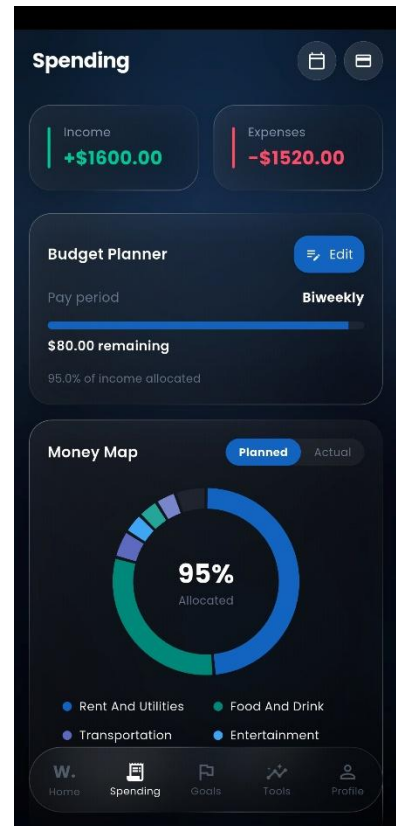 Spending
Income
+$1600.00
Expenses
-$1520.00
Budget Planner
Edit
Pay period
Biweekly
$80.00 remaining
95.0% of income allocated
Money Map
Planned
Actual
95%
Allocated
Rent And Utilities
Food And Drink
Transportation
Entertainment
W.
Home
Spending
Goals
Tools
Profile